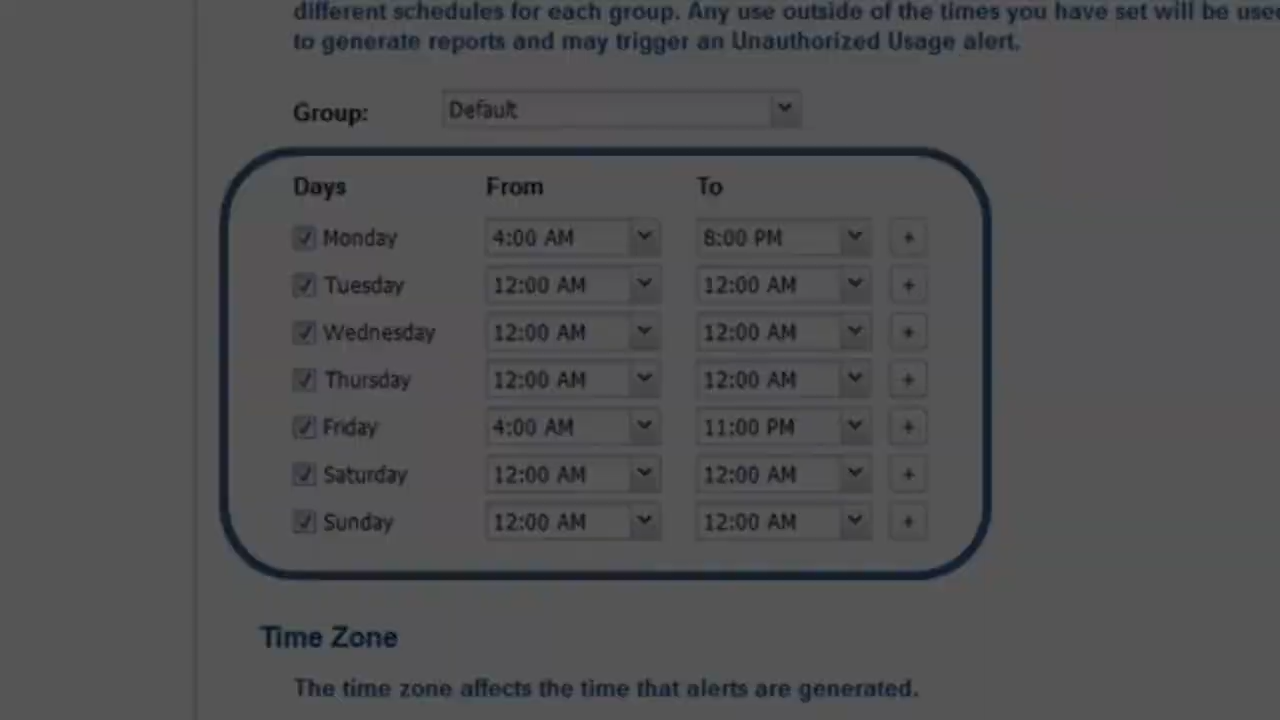 different schedules for each group. Any use outside of the times you have set will be
to generate reports and may trigger an Unauthorized Usage alert.
Group: Default
Days From To
Monday 4:00 AM 8:00 PM +
Tuesday 12:00 AM 12:00 AM +
Wednesday 12:00 AM 12:00 AM +
Thursday 12:00 AM 12:00 AM +
Friday 4:00 AM 11:00 PM +
Saturday 12:00 AM 12:00 AM +
Sunday 12:00 AM 12:00 AM +
Time Zone
The time zone affects the time that alerts are generated.